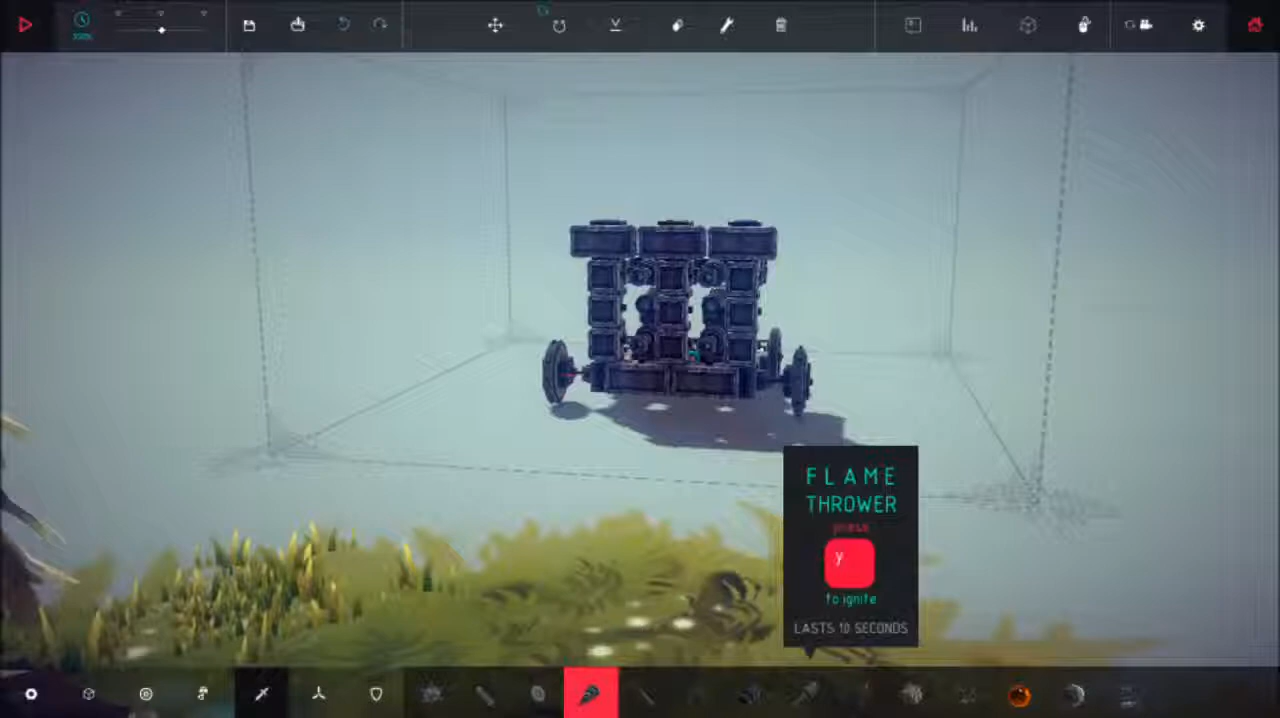 FLAME
THROWER
press
y
to ignite
LASTS 10 SECONDS